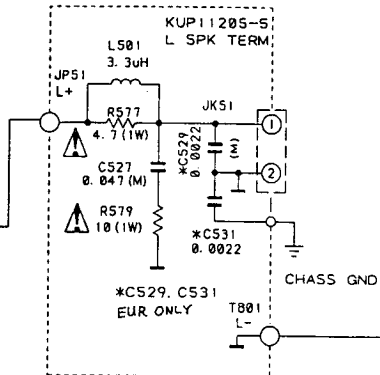 KUP11205-5
L SPK TERM
L501
3.3uH
JP51
L+
R577
4.7(1W)
JK51
1
*C529
0.0022
(M)
C527
0.047(M)
2
R579
10(1W)
*C531
0.0022
CHASS GND
*C529. C531
EUR ONLY
T801
L-